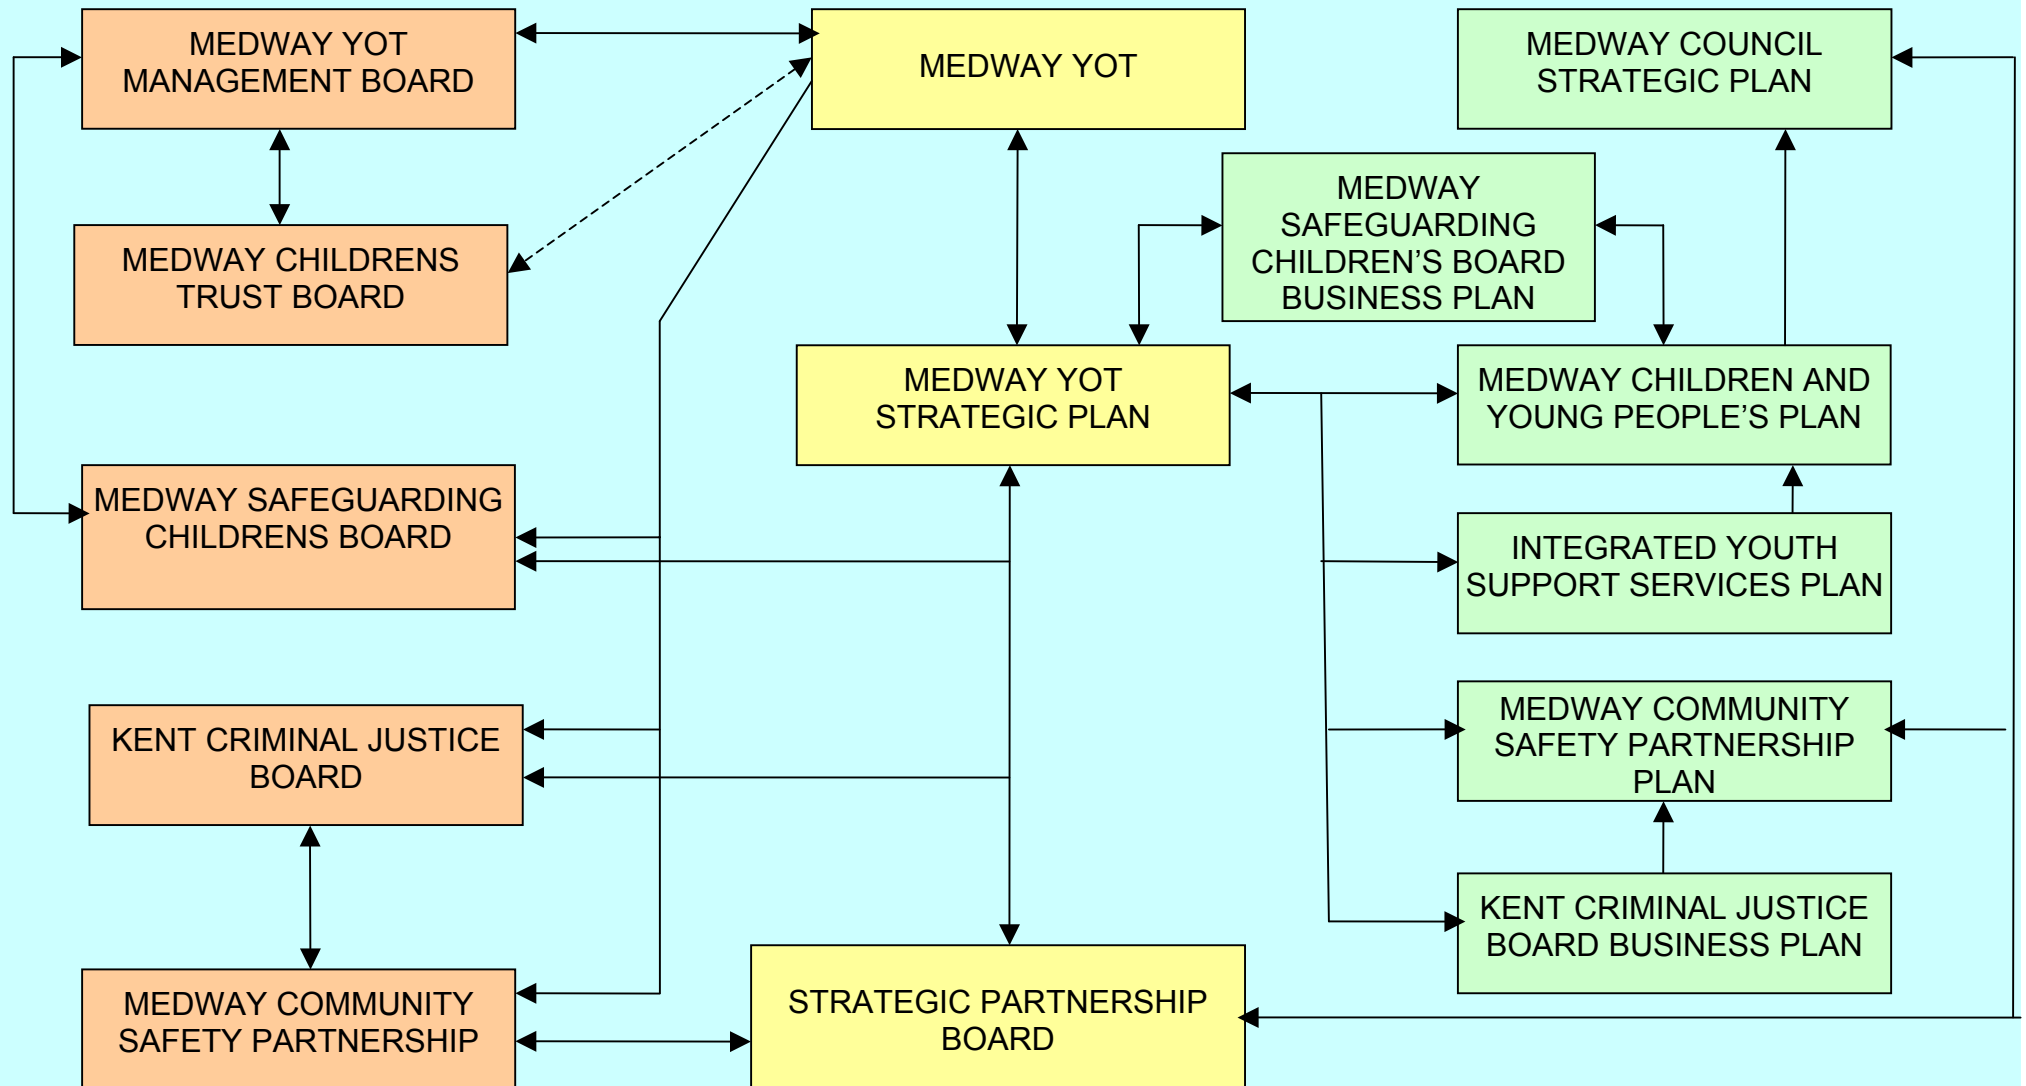 MEDWAY YOT
MANAGEMENT BOARD
MEDWAY YOT
MEDWAY COUNCIL
STRATEGIC PLAN
MEDWAY
SAFEGUARDING
CHILDREN’S BOARD
BUSINESS PLAN
MEDWAY CHILDRENS
TRUST BOARD
MEDWAY YOT
STRATEGIC PLAN
MEDWAY CHILDREN AND
YOUNG PEOPLE’S PLAN
MEDWAY SAFEGUARDING
CHILDRENS BOARD
INTEGRATED YOUTH
SUPPORT SERVICES PLAN
KENT CRIMINAL JUSTICE
BOARD
MEDWAY COMMUNITY
SAFETY PARTNERSHIP
PLAN
KENT CRIMINAL JUSTICE
BOARD BUSINESS PLAN
MEDWAY COMMUNITY
SAFETY PARTNERSHIP
STRATEGIC PARTNERSHIP
BOARD